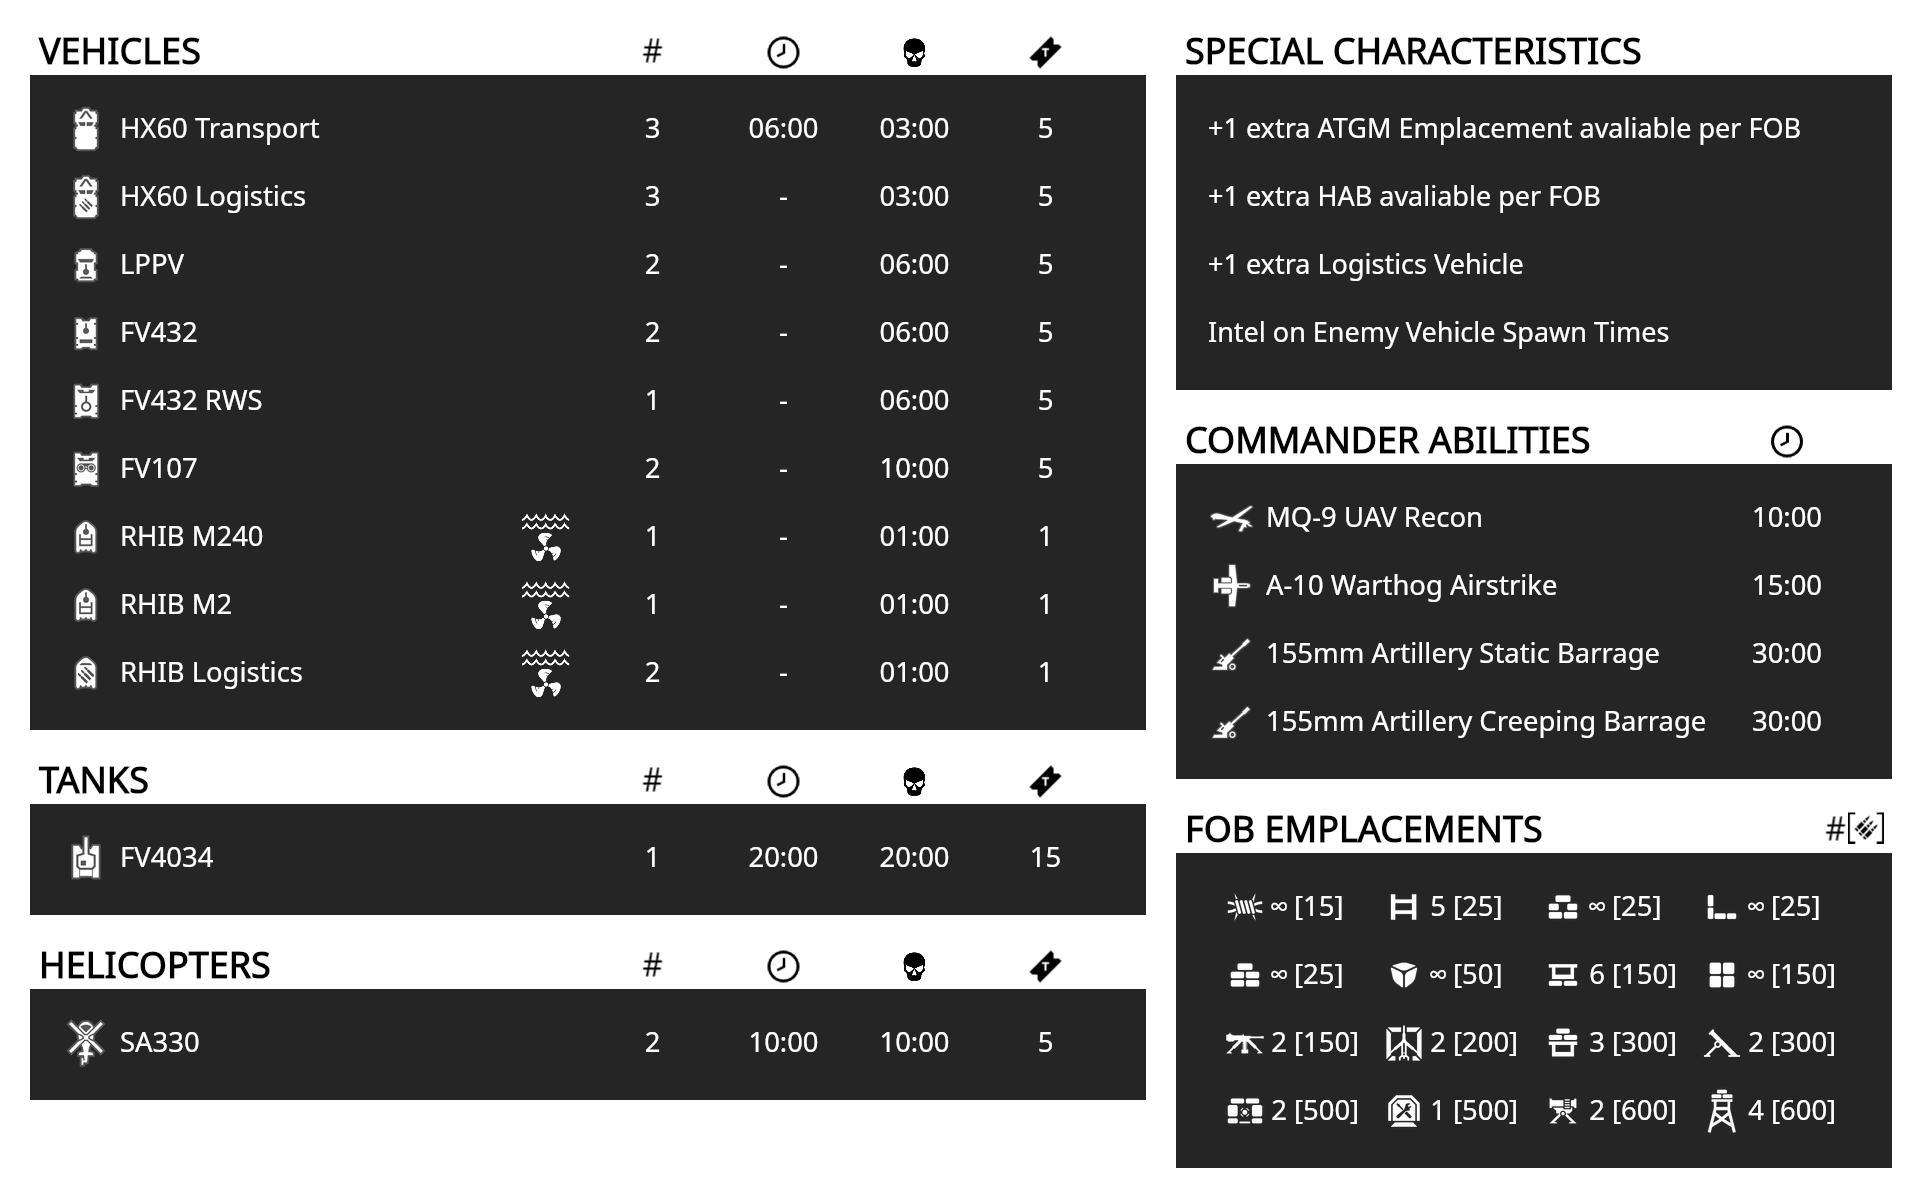 VEHICLES #
HX60 Transport 3 06:00 03:00 5
HX60 Logistics 3 - 03:00 5
LPPV 2 - 06:00 5
FV432 2 - 06:00 5
FV432 RWS 1 - 06:00 5
FV107 2 - 10:00 5
RHIB M240 1 - 01:00 1
RHIB M2 1 - 01:00 1
RHIB Logistics 2 - 01:00 1
TANKS #
FV4034 1 20:00 20:00 15
HELICOPTERS #
SA330 2 10:00 10:00 5
SPECIAL CHARACTERISTICS
+1 extra ATGM Emplacement avaliable per FOB
+1 extra HAB avaliable per FOB
+1 extra Logistics Vehicle
Intel on Enemy Vehicle Spawn Times
COMMANDER ABILITIES
MQ-9 UAV Recon 10:00
A-10 Warthog Airstrike 15:00
155mm Artillery Static Barrage 30:00
155mm Artillery Creeping Barrage 30:00
FOB EMPLACEMENTS #[]
∞ [15] 5 [25] ∞ [25] ∞ [25]
∞ [25] ∞ [50] 6 [150] ∞ [150]
2 [150] 2 [200] 3 [300] 2 [300]
2 [500] 1 [500] 2 [600] 4 [600]